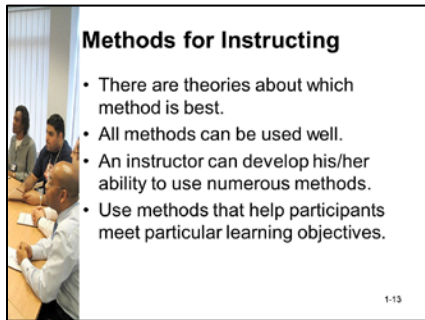 Methods for Instructing
• There are theories about which
method is best.
• All methods can be used well.
• An instructor can develop his/her
ability to use numerous methods.
• Use methods that help participants
meet particular learning objectives.
1-13